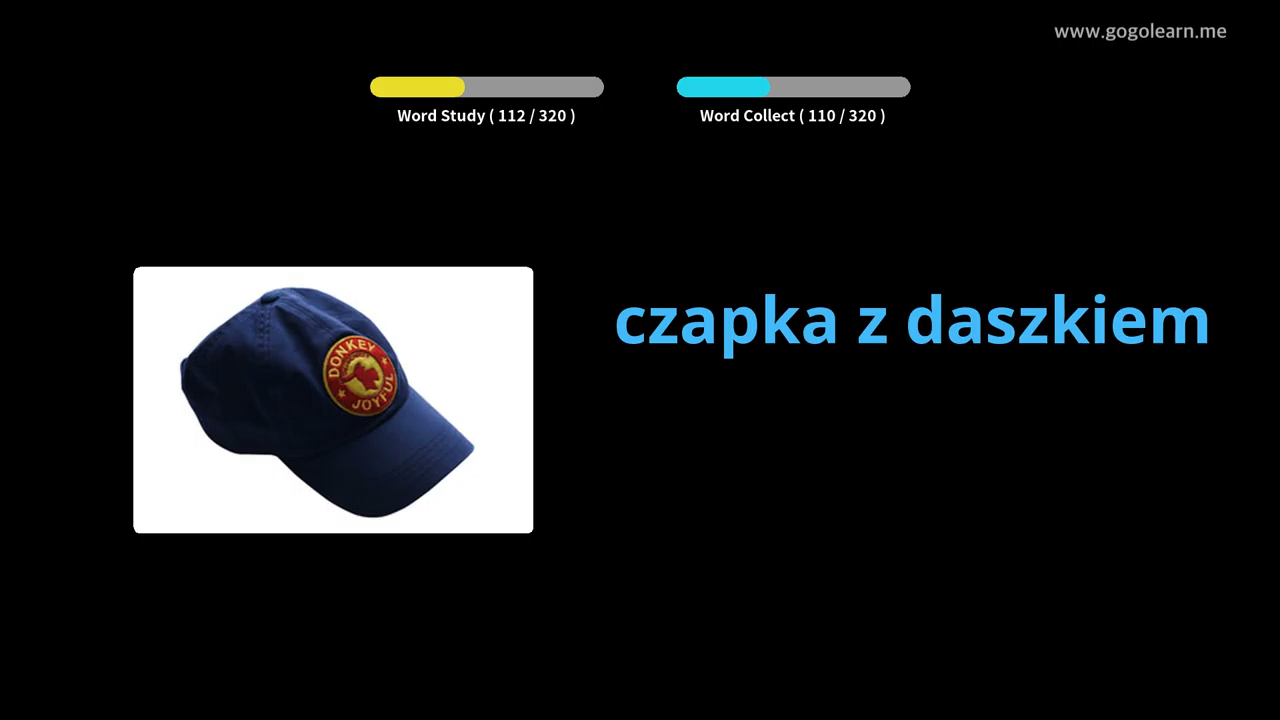 www.gogolearn.me
Word Study ( 112 / 320 )
Word Collect ( 110 / 320 )
DONKEY
JOYFUL
czapka z daszkiem